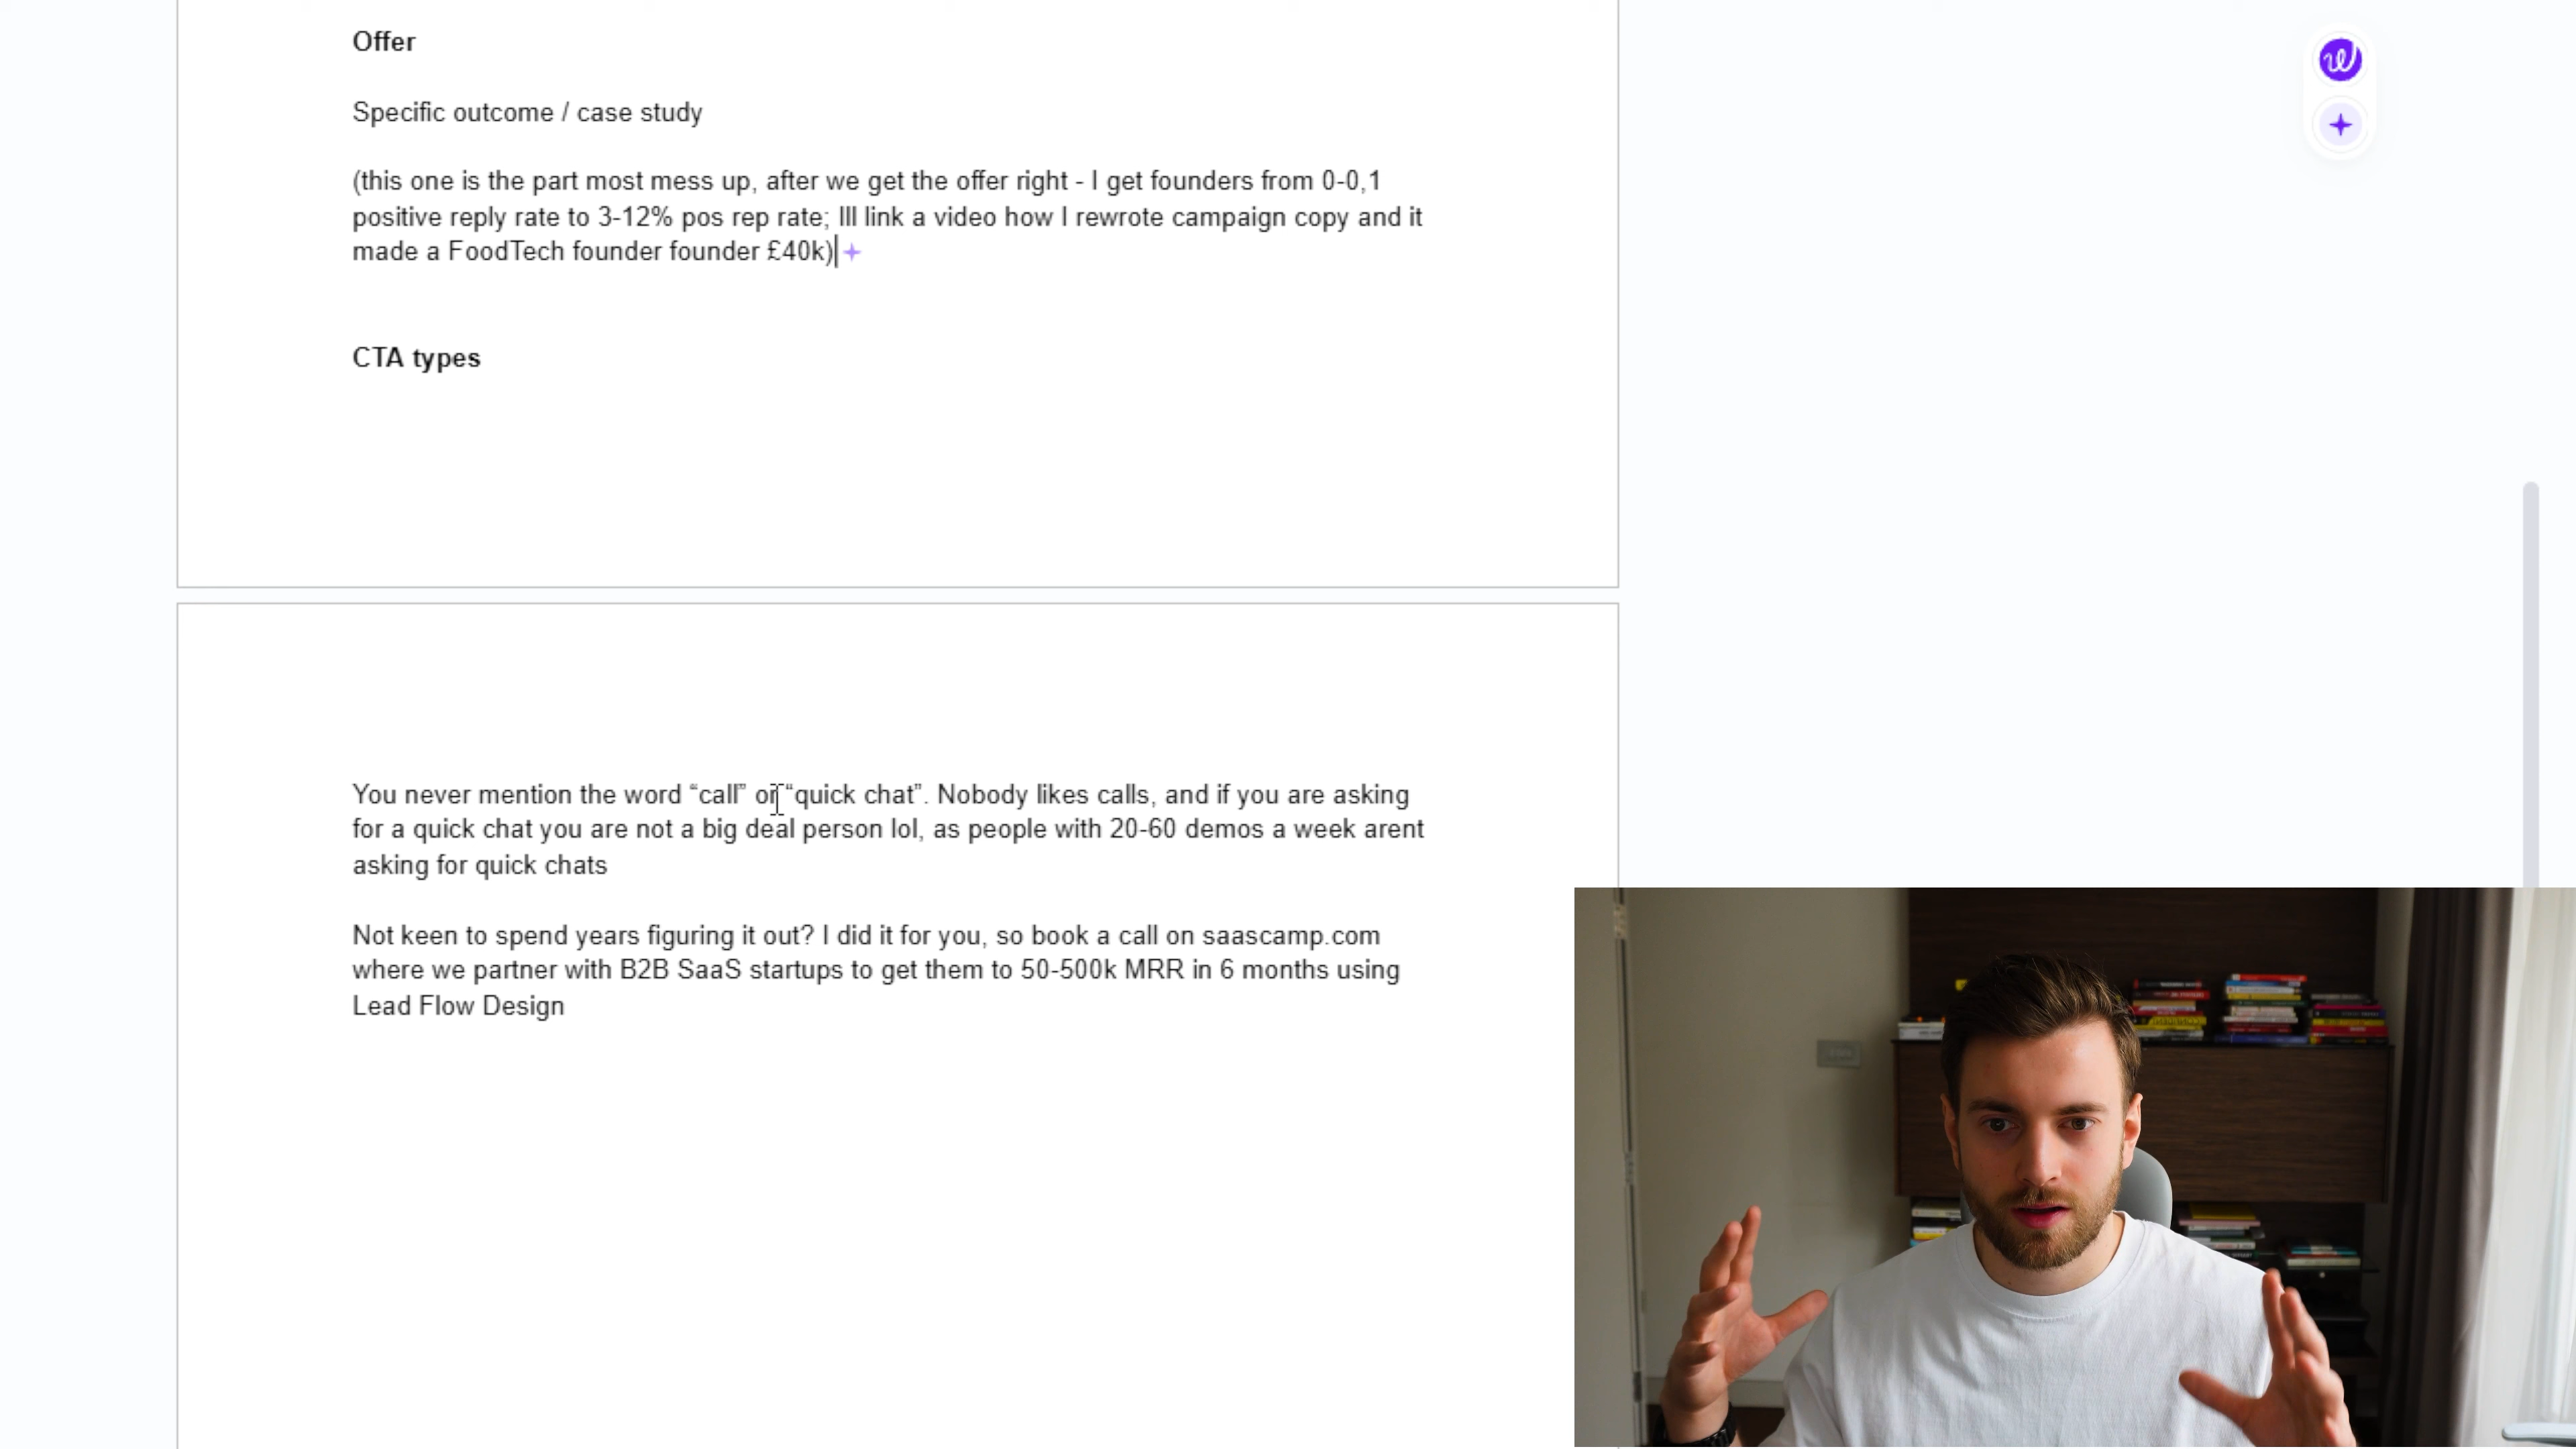 Offer
Specific outcome / case study
(this one is the part most mess up, after we get the offer right - I get founders from 0-0,1
positive reply rate to 3-12% pos rep rate; Ill link a video how I rewrote campaign copy and it
made a FoodTech founder founder £40k)
CTA types
You never mention the word “call” or “quick chat”. Nobody likes calls, and if you are asking
for a quick chat you are not a big deal person lol, as people with 20-60 demos a week arent
asking for quick chats
Not keen to spend years figuring it out? I did it for you, so book a call on saascamp.com
where we partner with B2B SaaS startups to get them to 50-500k MRR in 6 months using
Lead Flow Design